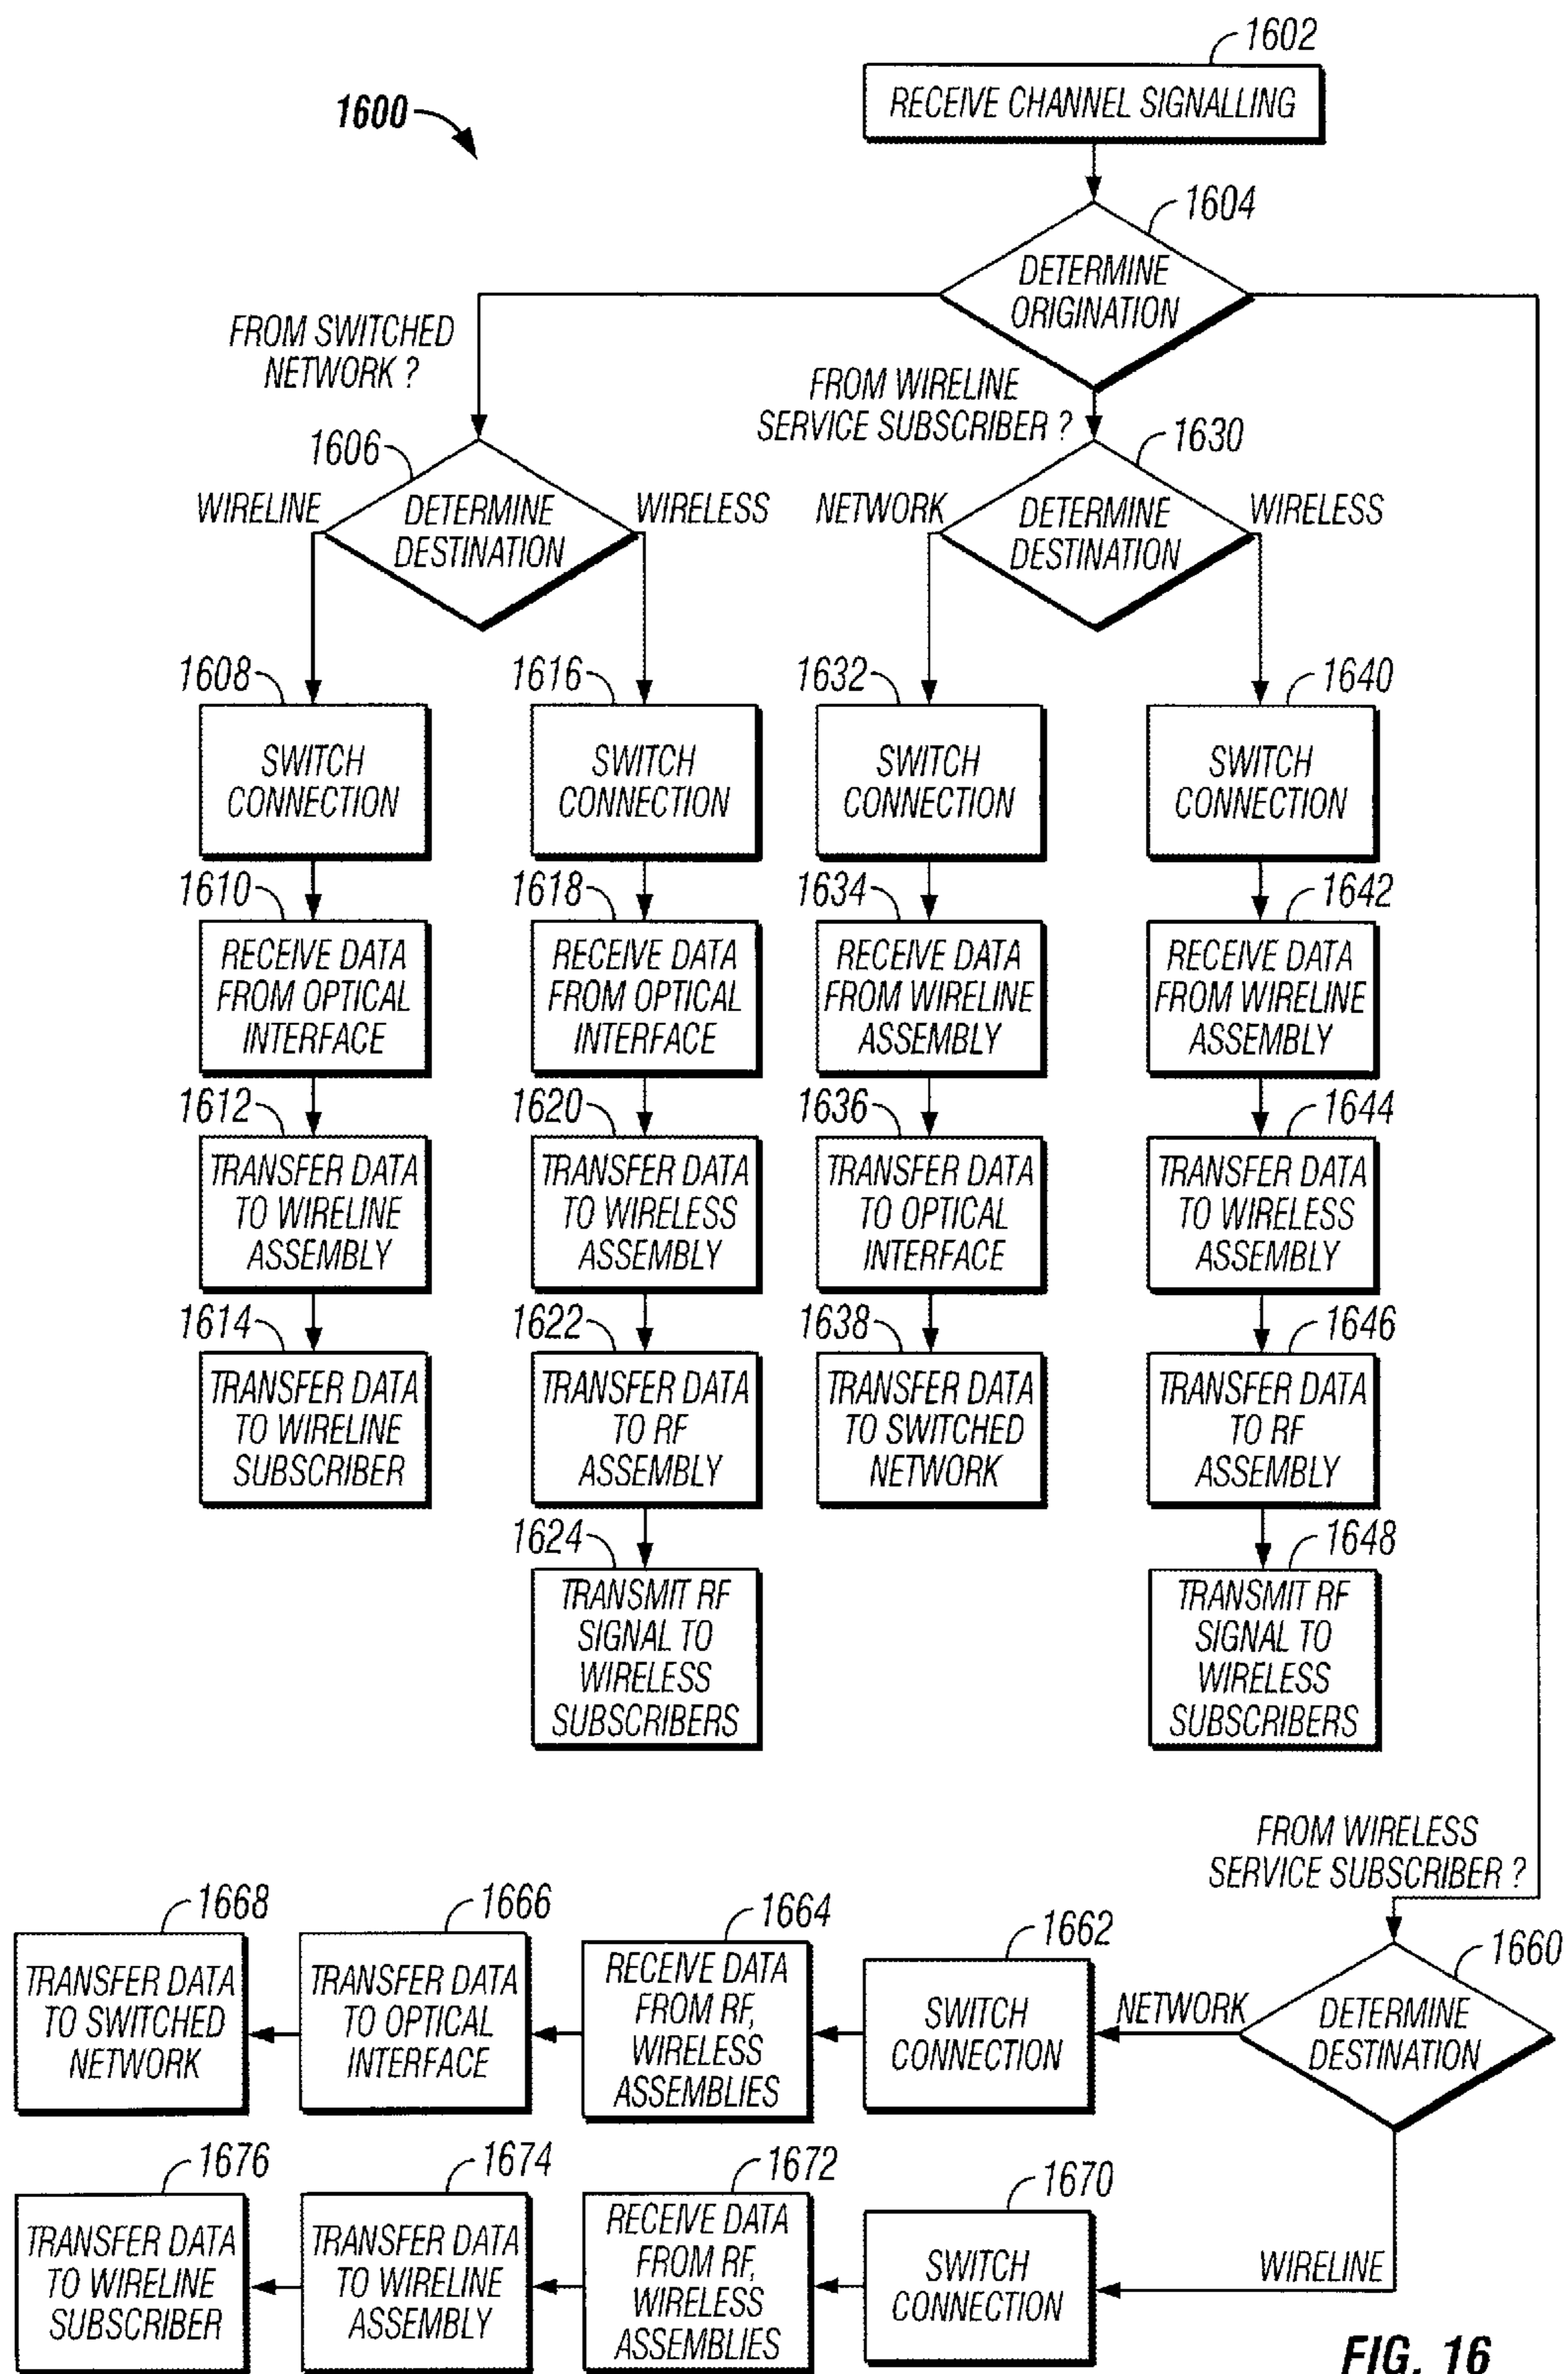 1600
1602
RECEIVE CHANNEL SIGNALLING
1604
DETERMINE
ORIGINATION
FROM SWITCHED
NETWORK ?
FROM WIRELINE
SERVICE SUBSCRIBER ?
1606
WIRELINE
DETERMINE
DESTINATION
WIRELESS
1630
NETWORK
DETERMINE
DESTINATION
WIRELESS
1608
SWITCH
CONNECTION
1616
SWITCH
CONNECTION
1632
SWITCH
CONNECTION
1640
SWITCH
CONNECTION
1610
RECEIVE DATA
FROM OPTICAL
INTERFACE
1618
RECEIVE DATA
FROM OPTICAL
INTERFACE
1634
RECEIVE DATA
FROM WIRELINE
ASSEMBLY
1642
RECEIVE DATA
FROM WIRELINE
ASSEMBLY
1612
TRANSFER DATA
TO WIRELINE
ASSEMBLY
1620
TRANSFER DATA
TO WIRELESS
ASSEMBLY
1636
TRANSFER DATA
TO OPTICAL
INTERFACE
1644
TRANSFER DATA
TO WIRELESS
ASSEMBLY
1614
TRANSFER DATA
TO WIRELINE
SUBSCRIBER
1622
TRANSFER DATA
TO RF
ASSEMBLY
1638
TRANSFER DATA
TO SWITCHED
NETWORK
1646
TRANSFER DATA
TO RF
ASSEMBLY
1624
TRANSMIT RF
SIGNAL TO
WIRELESS
SUBSCRIBERS
1648
TRANSMIT RF
SIGNAL TO
WIRELESS
SUBSCRIBERS
FROM WIRELESS
SERVICE SUBSCRIBER ?
1668
TRANSFER DATA
TO SWITCHED
NETWORK
1666
TRANSFER DATA
TO OPTICAL
INTERFACE
1664
RECEIVE DATA
FROM RF,
WIRELESS
ASSEMBLIES
1662
SWITCH
CONNECTION
NETWORK
1660
DETERMINE
DESTINATION
1676
TRANSFER DATA
TO WIRELINE
SUBSCRIBER
1674
TRANSFER DATA
TO WIRELINE
ASSEMBLY
1672
RECEIVE DATA
FROM RF,
WIRELESS
ASSEMBLIES
1670
SWITCH
CONNECTION
WIRELINE
FIG. 16